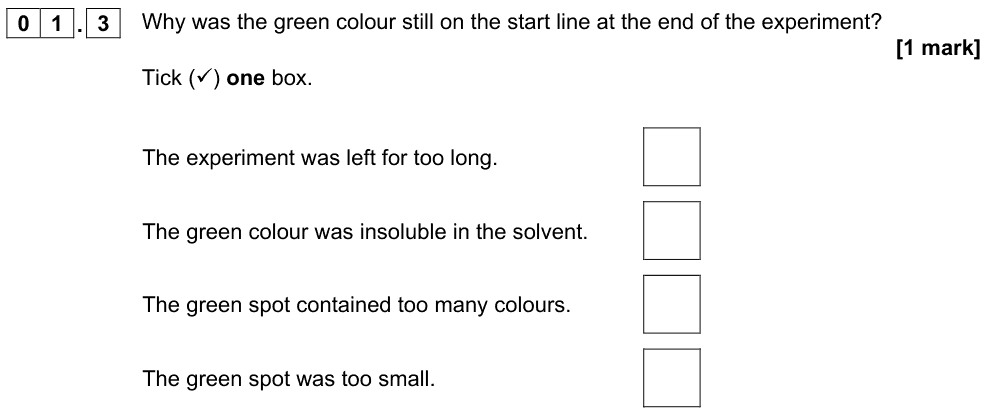 0 1 . 3 Why was the green colour still on the start line at the end of the experiment?
[1 mark]
Tick (✓) one box.
The experiment was left for too long.
The green colour was insoluble in the solvent.
The green spot contained too many colours.
The green spot was too small.